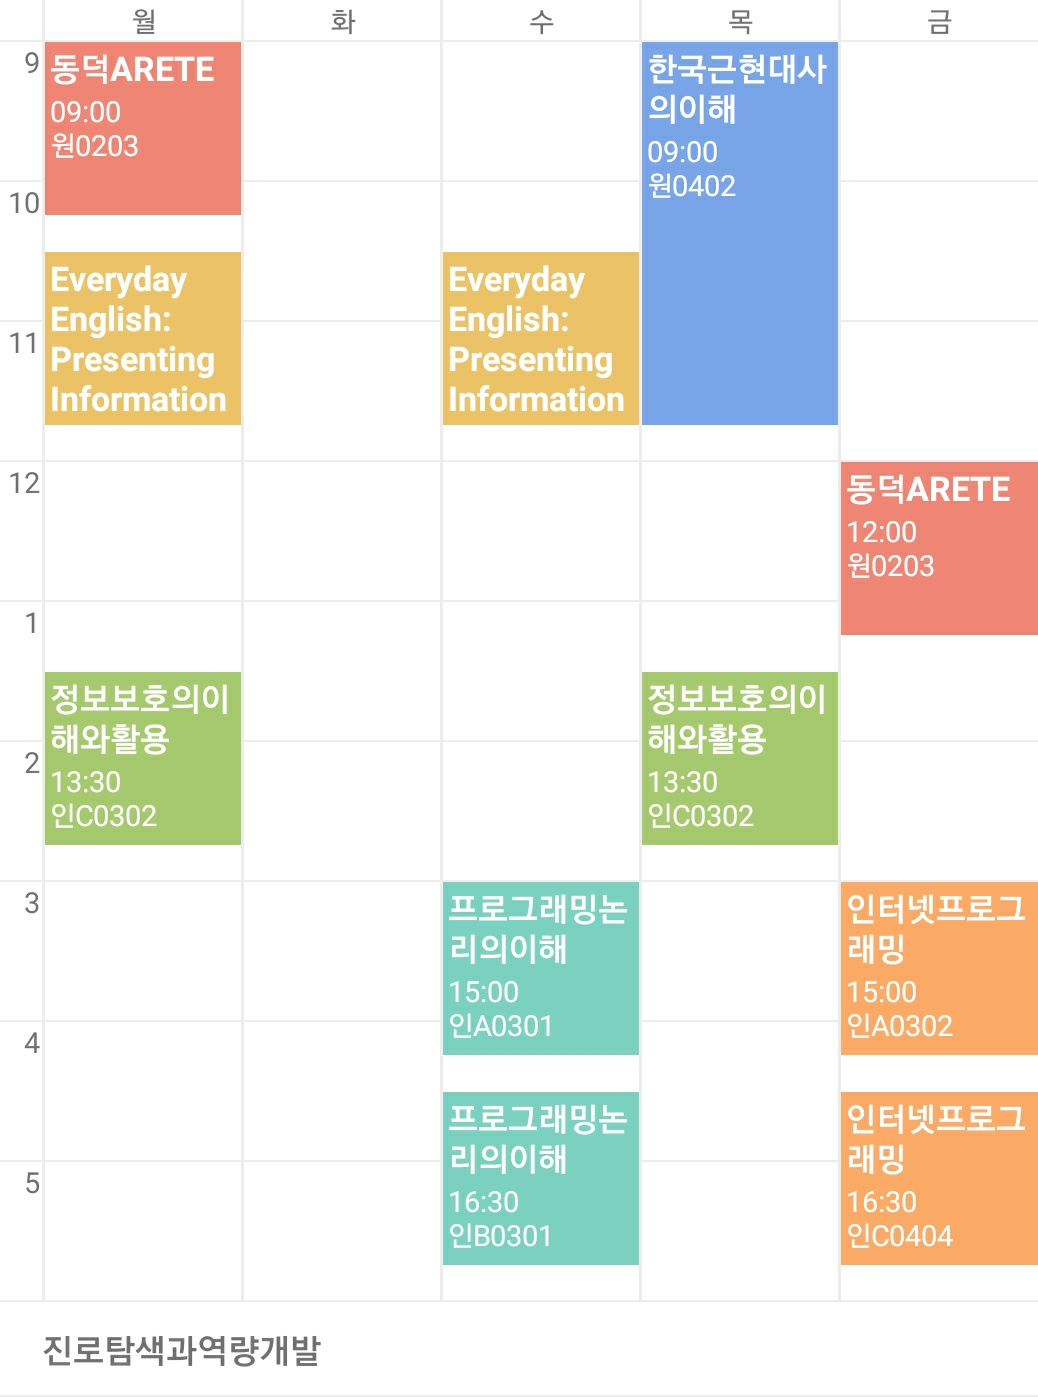 월 화 수 목 금
9
10
11
12
1
2
3
4
5
동덕ARETE
09:00
원0203
Everyday
English:
Presenting
Information
정보보호의이
해와활용
13:30
인C0302
Everyday
English:
Presenting
Information
프로그래밍논
리의이해
15:00
인A0301
프로그래밍논
리의이해
16:30
인B0301
한국근현대사
의이해
09:00
원0402
정보보호의이
해와활용
13:30
인C0302
동덕ARETE
12:00
원0203
인터넷프로그
래밍
15:00
인A0302
인터넷프로그
래밍
16:30
인C0404
진로탐색과역량개발